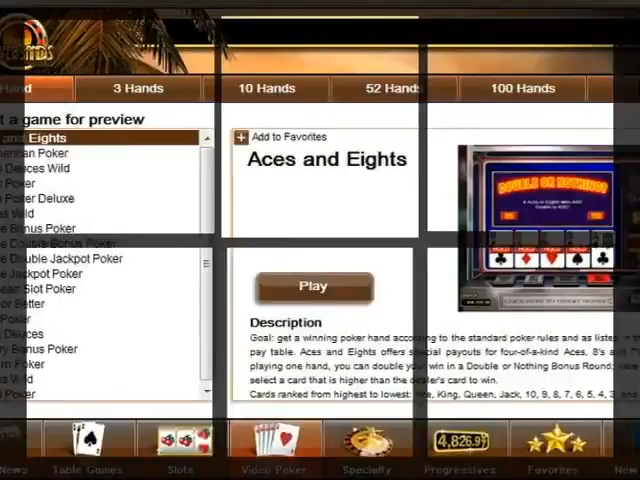 3 Hands
10 Hands
52 Hands
100 Hands
a game for preview
and Eights
Add to Favorites
Aces and Eights
Poker
Deuces Wild
Poker
Poker Deluxe
Wild
Bonus Poker
Double Bonus Poker
Double Jackpot Poker
Jackpot Poker
Slot Poker
or Better
Poker
Deuces
Bonus Poker
Poker
Wild
Poker
DOUBLE OR NOTHING!
Play
Description
Goal: get a winning poker hand according to the standard poker rules and as listed in
pay table. Aces and Eights offers special payouts for four-of-a-kind Aces, 8's and
playing one hand, you can double your win in a Double or Nothing Bonus Round:
select a card that is higher than the dealer's card to win.
Cards ranked from highest to lowest: Ace, King, Queen, Jack, 10, 9, 8, 7, 6, 5, 4, 3 and
4,826.97
News
Table Games
Slots
Video Poker
Specialty
Progressives
Favorites
New